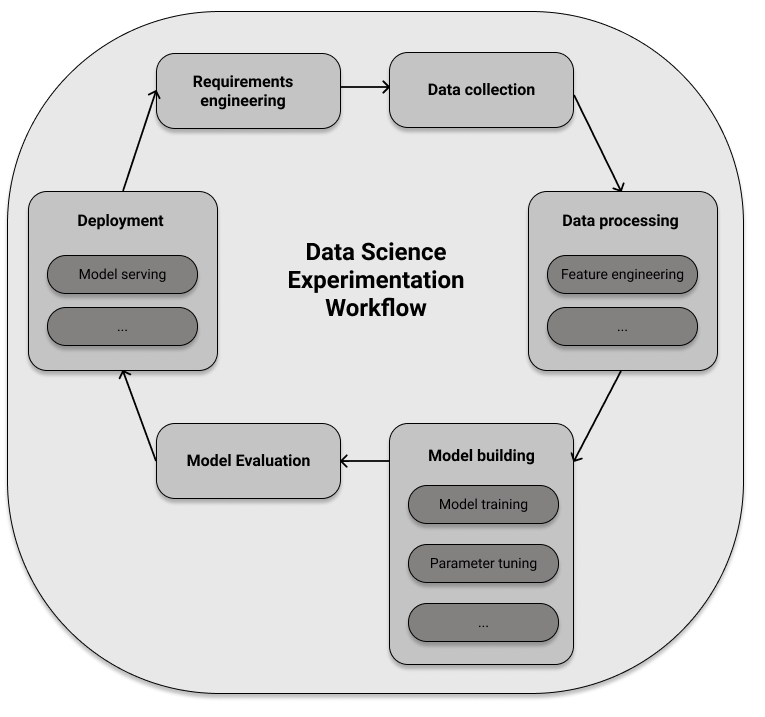 Requirements
engineering
Data collection
Deployment
Model serving
...
Data Science
Experimentation
Workflow
Data processing
Feature engineering
...
Model Evaluation
Model building
Model training
Parameter tuning
...